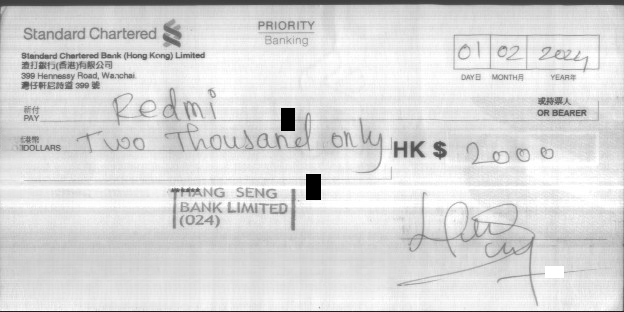 Standard Chartered
PRIORITY
Banking
Standard Chartered Bank (Hong Kong) Limited
渣打銀行(香港)有限公司
399 Hennessy Road, Wanchai.
灣仔軒尼詩道 399 號
01 02 2024
DAY日 MONTH月 YEAR年
祈付
PAY Redmi
或持票人
OR BEARER
港幣
DOLLARS Two Thousand only
HK $ 2000
HANG SENG
BANK LIMITED
(024)